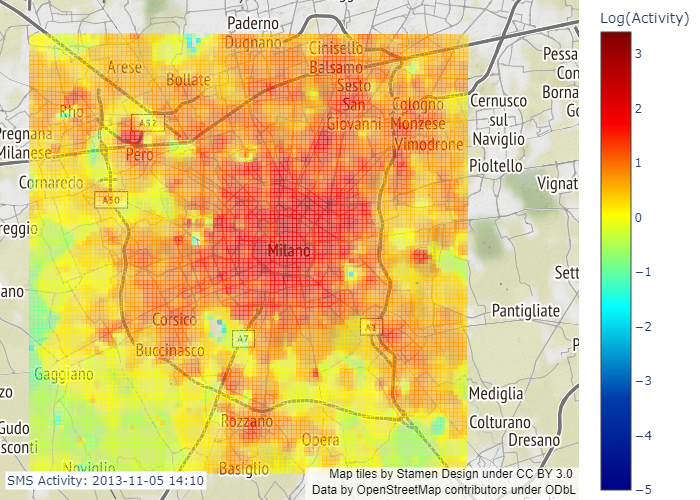 Log(Activity)
Paderno
Dugnano
Cinisello
Balsamo
Arese
Bollate
Sesto
San
Giovanni
Cologno
Monzese
Vimodrone
Cernusco
sul
Naviglio
Pioltello
Pessa
Con
Borna
Go
Rho
A52
Pero
Pregnana
Milanese
Cornaredo
A50
reggio
Vignat
Milano
ano
Sett
Pantigliate
Corsico
A7
A1
Buccinasco
P
Gaggiano
zo
Mediglia
Rozzano
Opera
Colturano
Dresano
Gudo
sconti
Noviglio
Basiglio
SMS Activity: 2013-11-05 14:10
Map tiles by Stamen Design under CC BY 3.0
Data by OpenStreetMap contributors under ODbL
3
2
1
0
−1
−2
−3
−4
−5